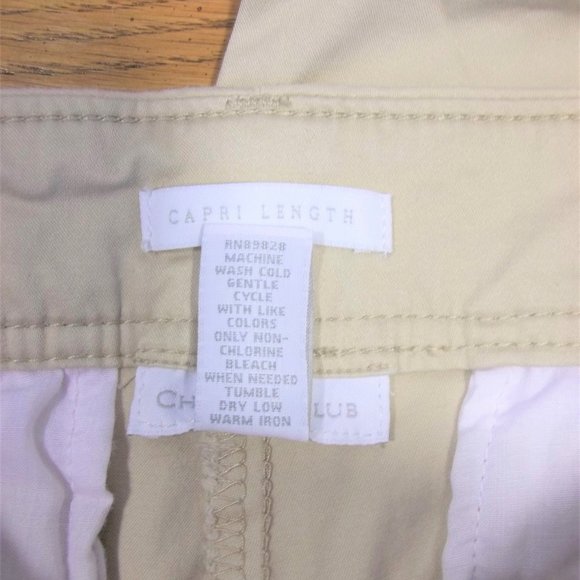 CAPRI LENGTH
RN89828
MACHINE
WASH COLD
GENTLE
CYCLE
WITH LIKE
COLORS
ONLY NON-
CHLORINE
BLEACH
WHEN NEEDED
TUMBLE
DRY LOW
WARM IRON
CH LUB